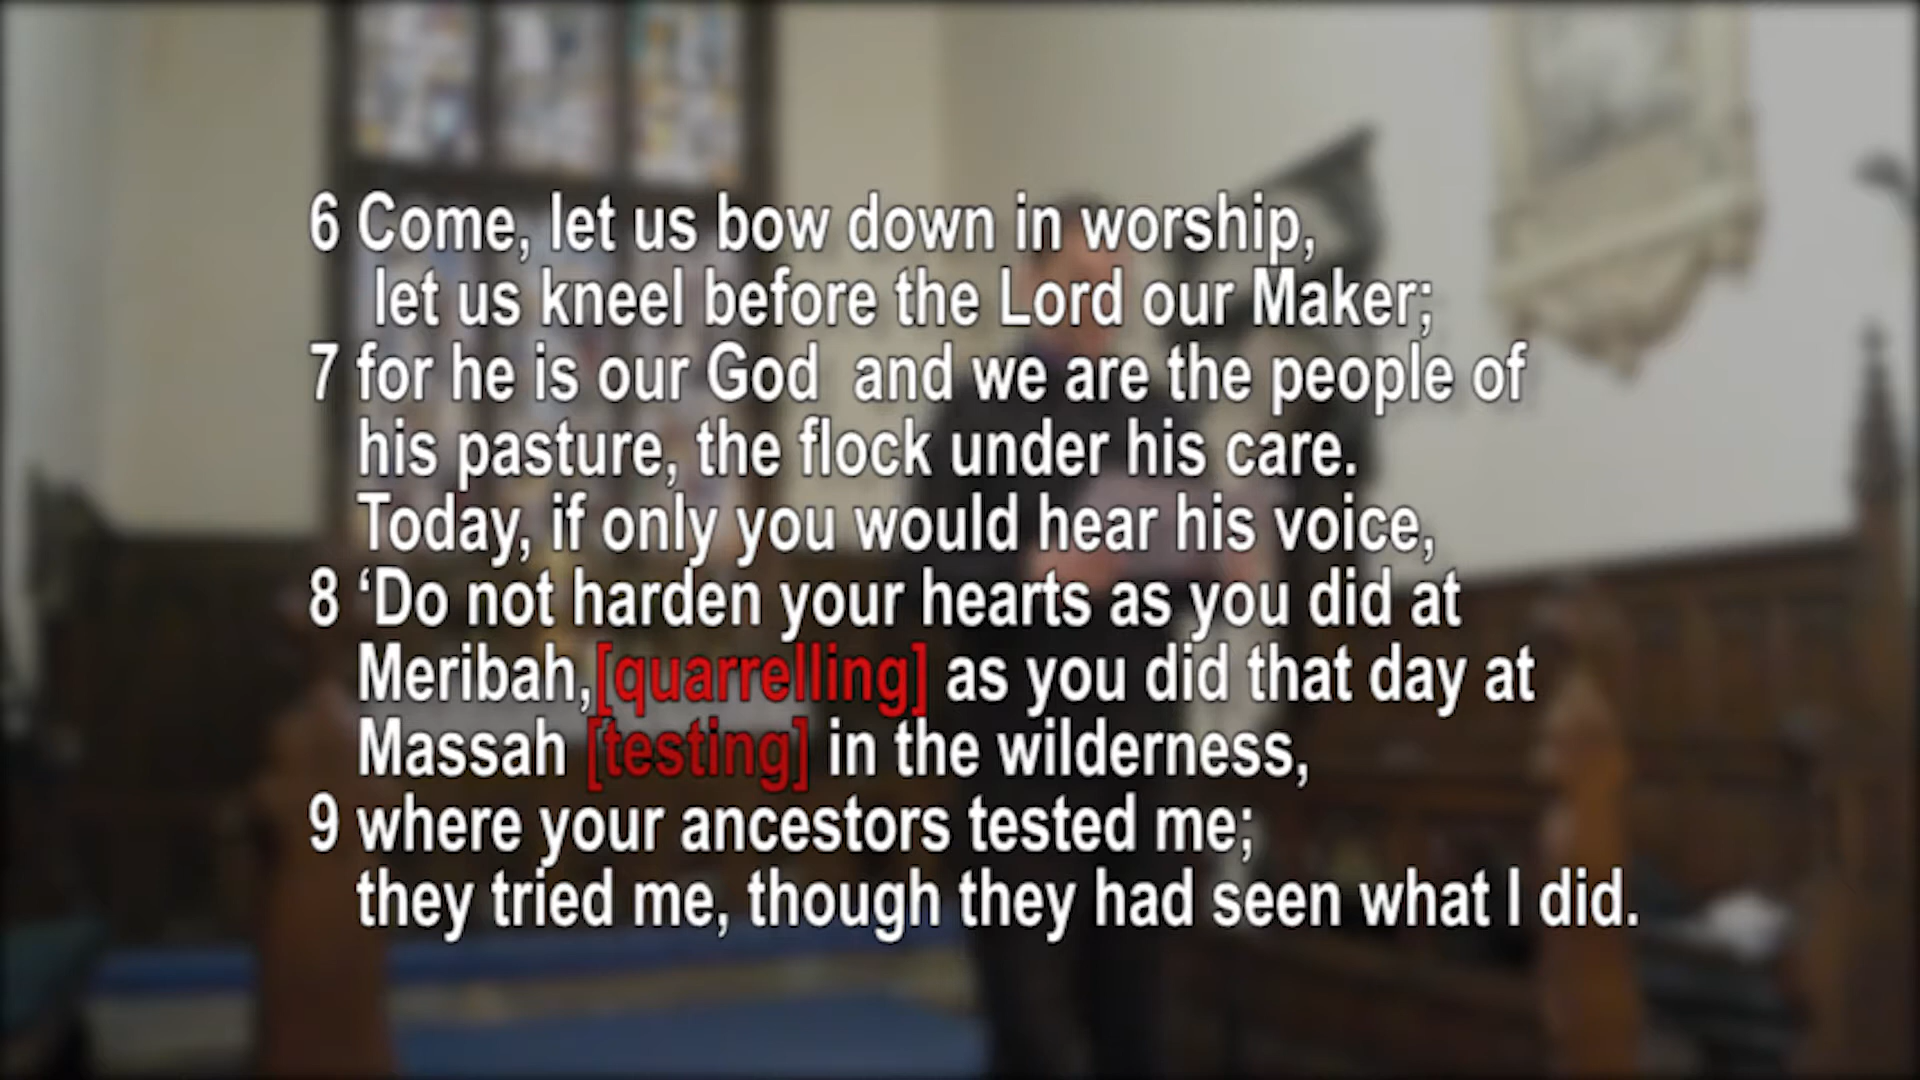 6 Come, let us bow down in worship,
let us kneel before the Lord our Maker;
7 for he is our God  and we are the people of
his pasture, the flock under his care.
Today, if only you would hear his voice,
8 ‘Do not harden your hearts as you did at
Meribah,[quarrelling] as you did that day at
Massah [testing] in the wilderness,
9 where your ancestors tested me;
they tried me, though they had seen what I did.